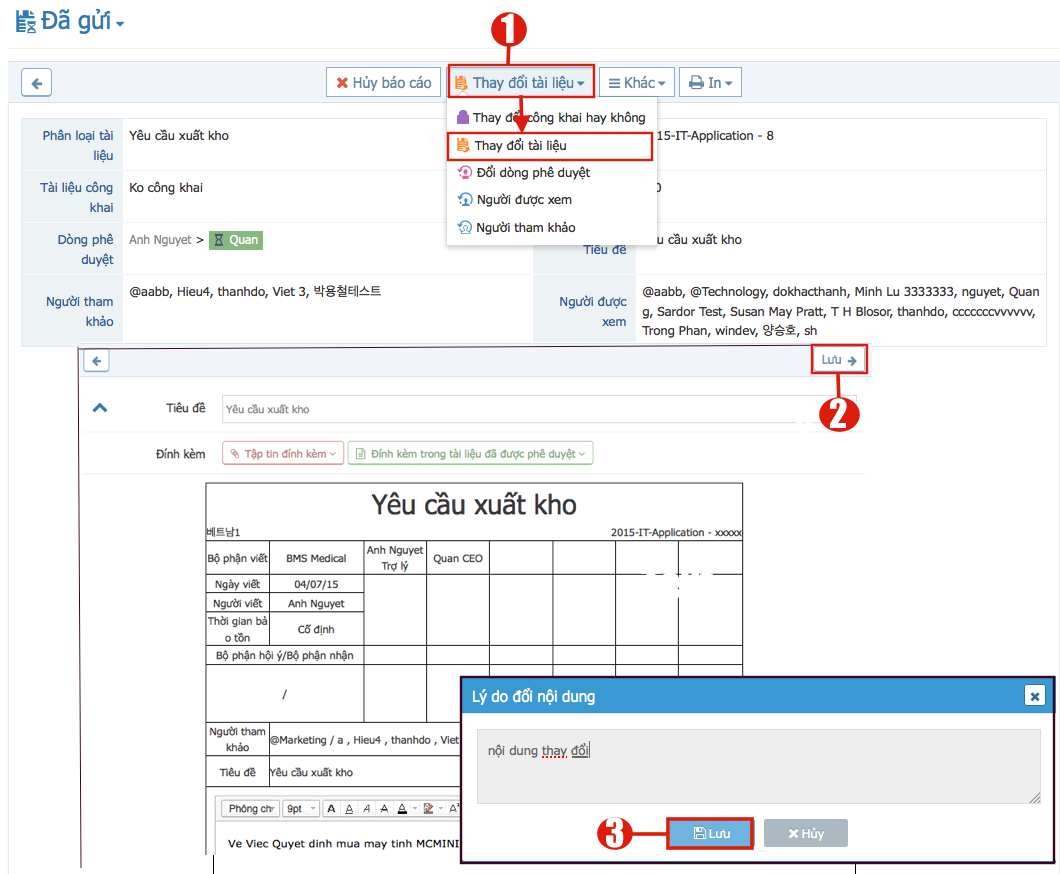 Đã gửi
1
Hủy báo cáo
Thay đổi tài liệu
Khác
In
Thay đổi công khai hay không
Thay đổi tài liệu
Đổi dòng phê duyệt
Người được xem
Người tham khảo
Phân loại tài liệu
Yêu cầu xuất kho
15-IT-Application - 8
Tài liệu công khai
Ko công khai
Dòng phê duyệt
Anh Nguyet > Quan
Tiêu đề
u cầu xuất kho
Người tham khảo
@aabb, Hieu4, thanhdo, Viet 3, 박용철테스트
Người được xem
@aabb, @Technology, dokhacthanh, Minh Lu 3333333, nguyet, Quan
g, Sardor Test, Susan May Pratt, T H Blosor, thanhdo, cccccccvvvvvv,
Trong Phan, windev, 양승호, sh
Lưu
2
Tiêu đề
Yêu cầu xuất kho
Đính kèm
Tập tin đính kèm
Đính kèm trong tài liệu đã được phê duyệt
Yêu cầu xuất kho
베트남1
2015-IT-Application - xxxxx
Bộ phận viết
BMS Medical
Anh Nguyet
Trợ lý
Quan CEO
Ngày viết
04/07/15
Người viết
Anh Nguyet
Thời gian bả
o tồn
Cố định
Bộ phận hội ý/Bộ phận nhận
/
Người tham
khảo
@Marketing / a , Hieu4 , thanhdo , Viet
Tiêu đề
Yêu cầu xuất kho
Phông ch
9pt
Ve Viec Quyet dinh mua may tinh MCMINI
Lý do đổi nội dung
nội dung thay đổi
3
Lưu
Hủy